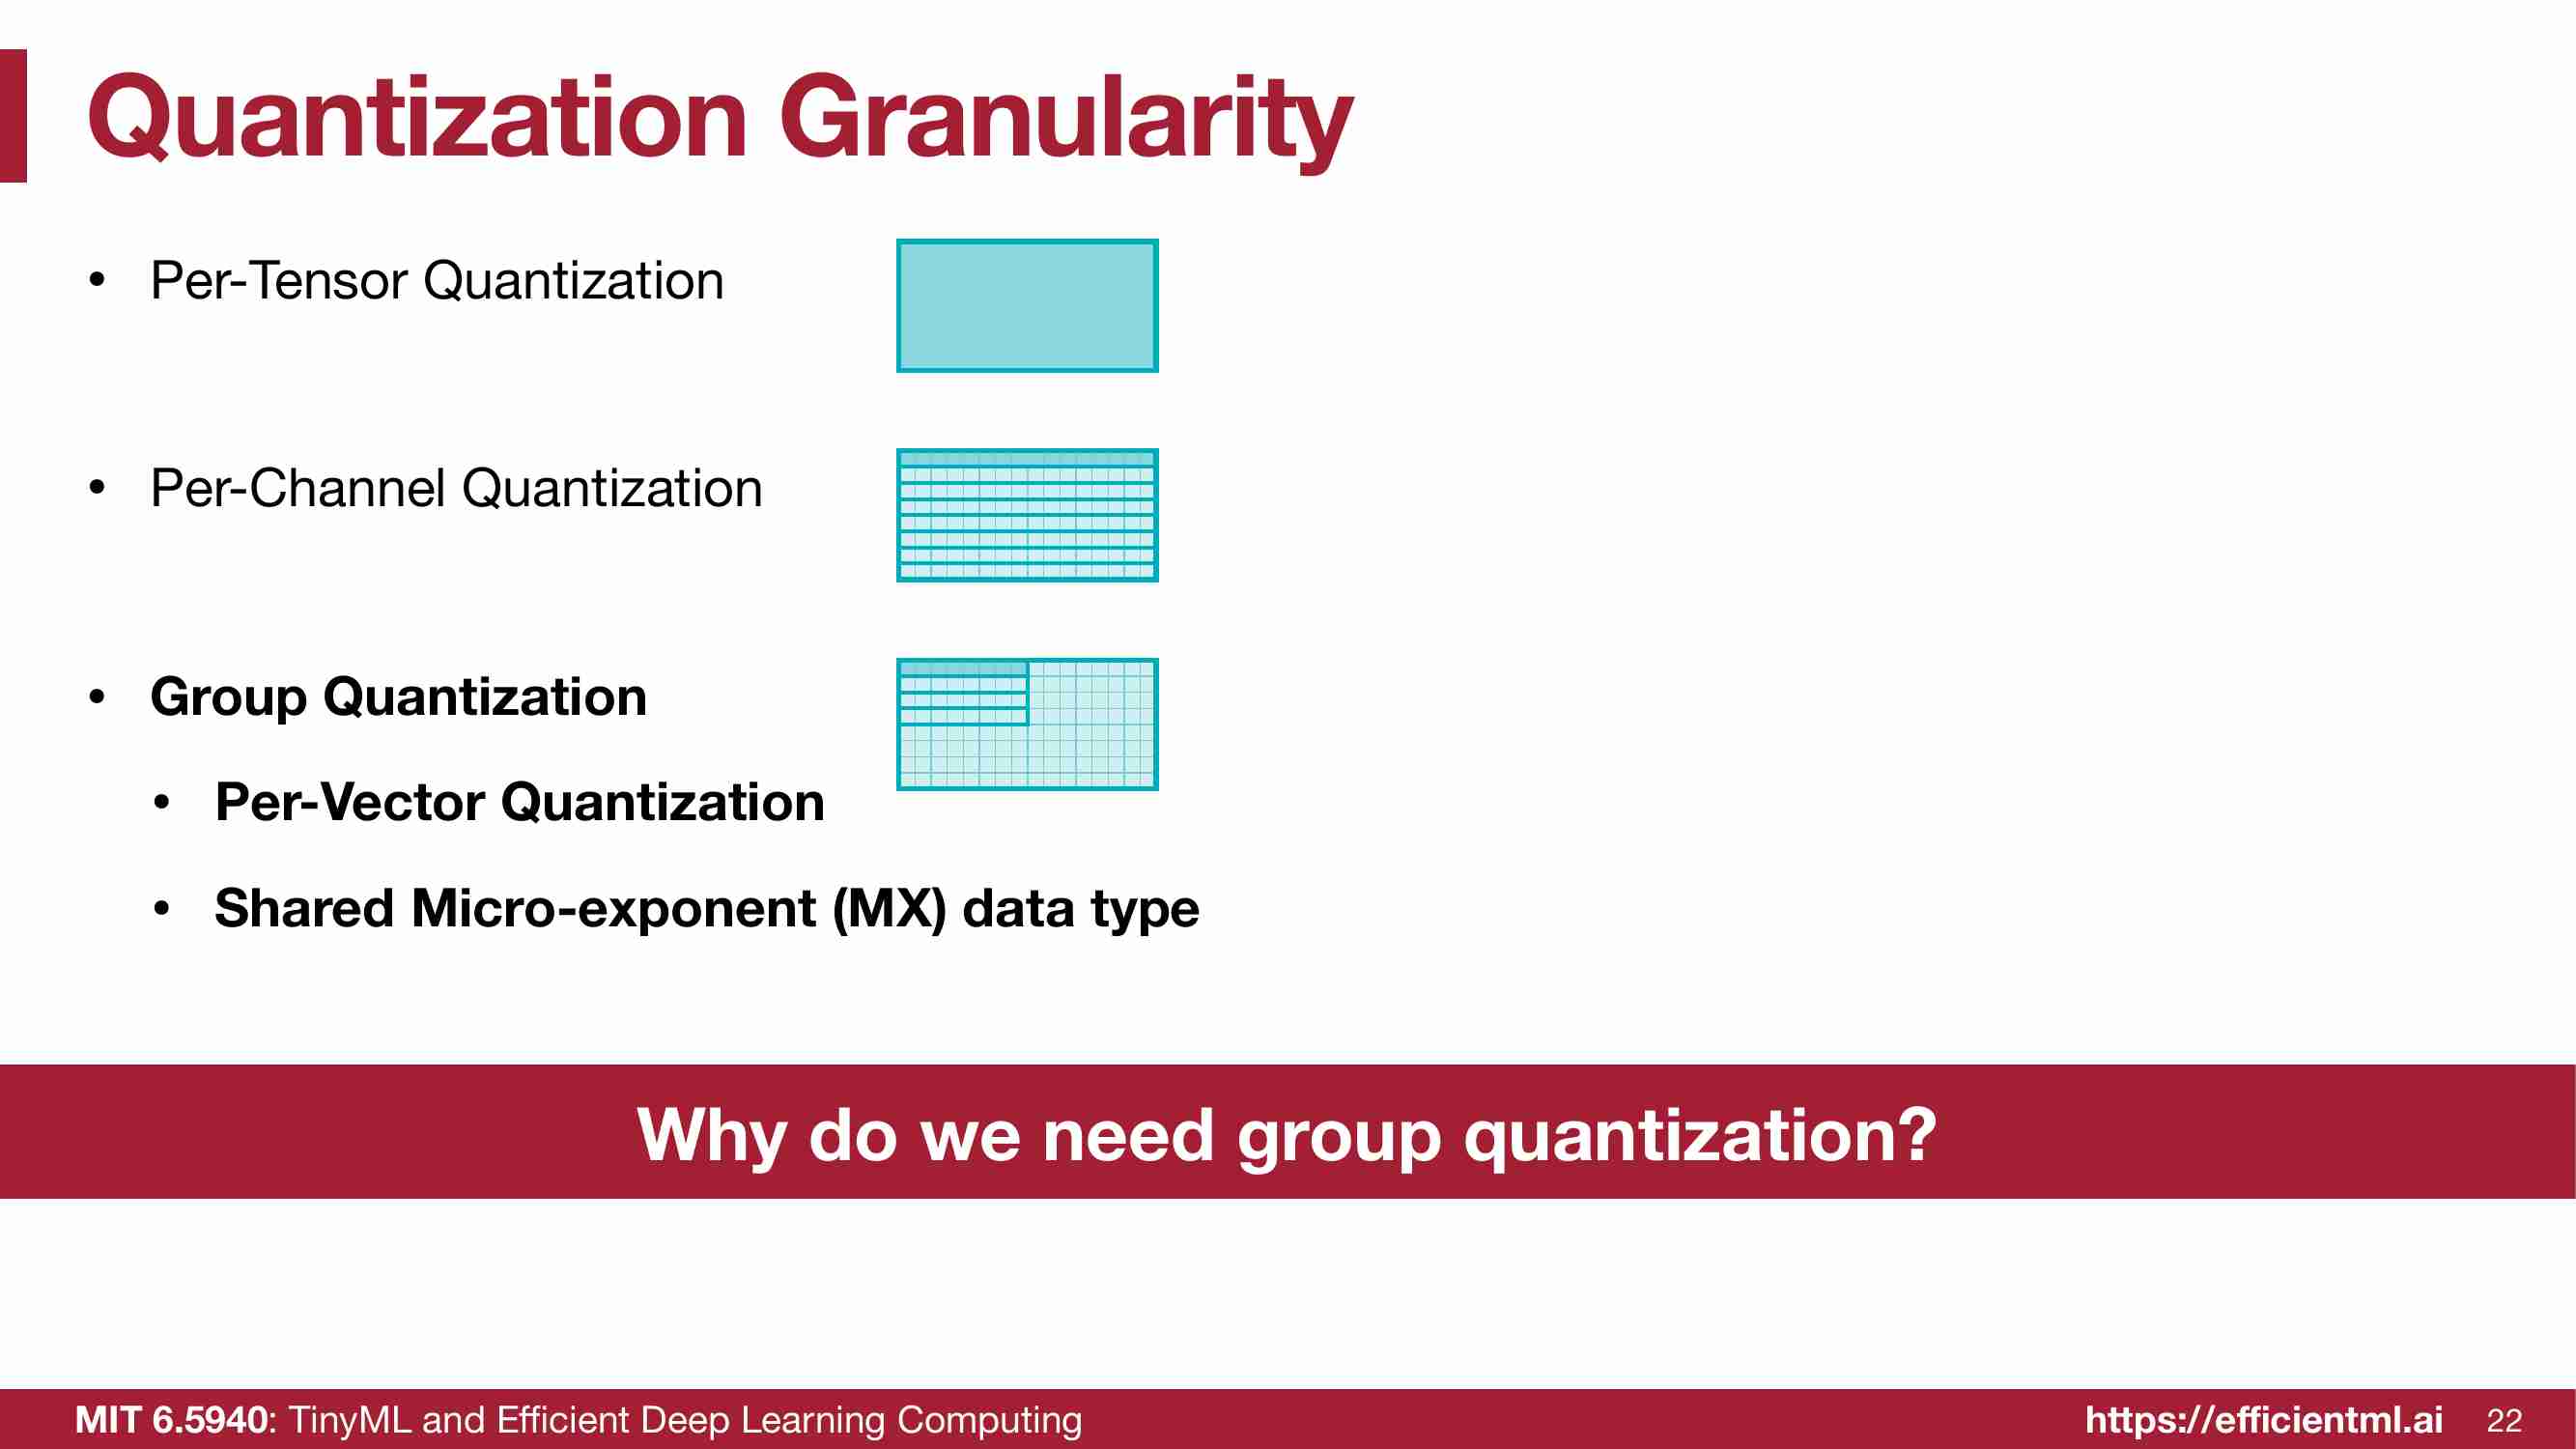 Quantization Granularity
• Per-Tensor Quantization
• Per-Channel Quantization
• Group Quantization
• Per-Vector Quantization
• Shared Micro-exponent (MX) data type
Why do we need group quantization?
MIT 6.5940: TinyML and Efficient Deep Learning Computing
https://efficientml.ai
22